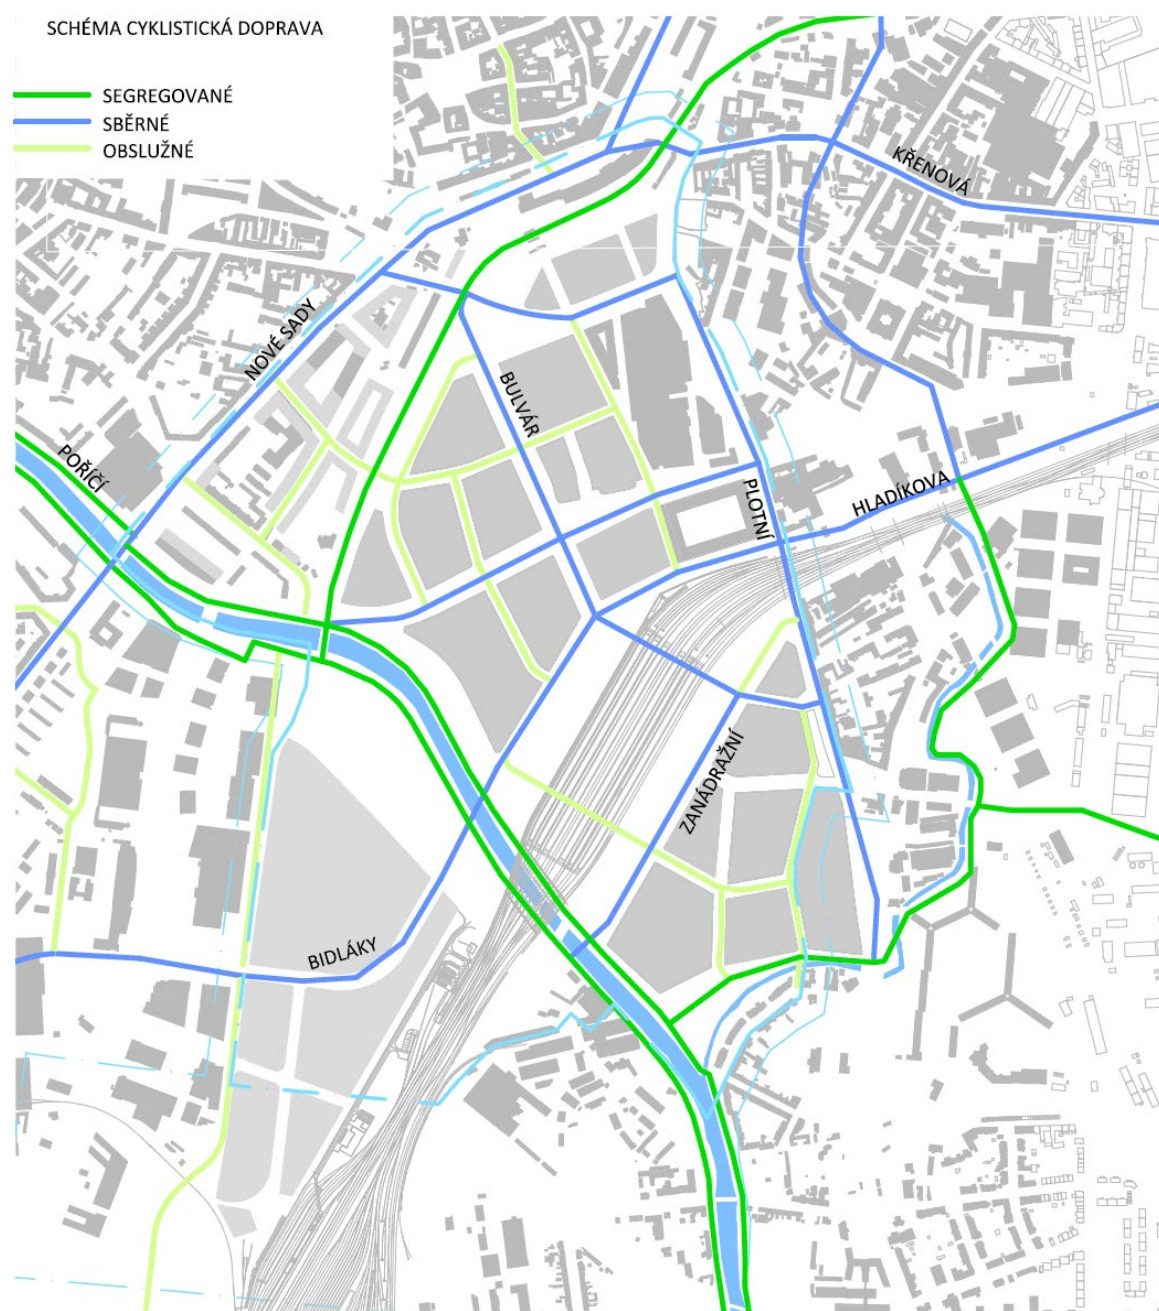 SCHÉMA CYKLISTICKÁ DOPRAVA
SEGREGOVANÉ
SBĚRNÉ
OBSLUŽNÉ
KŘENOVÁ
NOVÉ SADY
BULVÁR
POŘÍČÍ
PLOTNÍ
HLADÍKOVA
ZANÁDRAŽNÍ
BIDLÁKY